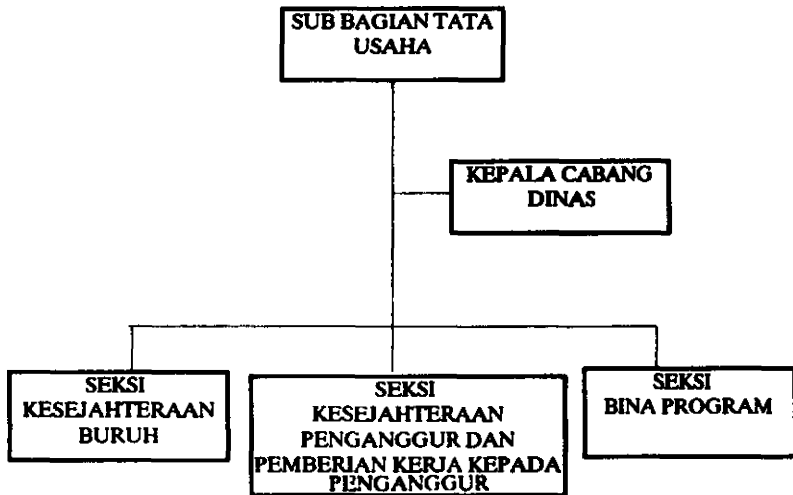 SUB BAGIAN TATA
USAHA
KEPALA CABANG
DINAS
SEKSI
KESEJAHTERAAN
BURUH
SEKSI
KESEJAHTERAAN
PENGANGGUR DAN
PEMBERIAN KERJA KEPADA
PENGANGGUR
SEKSI
BINA PROGRAM